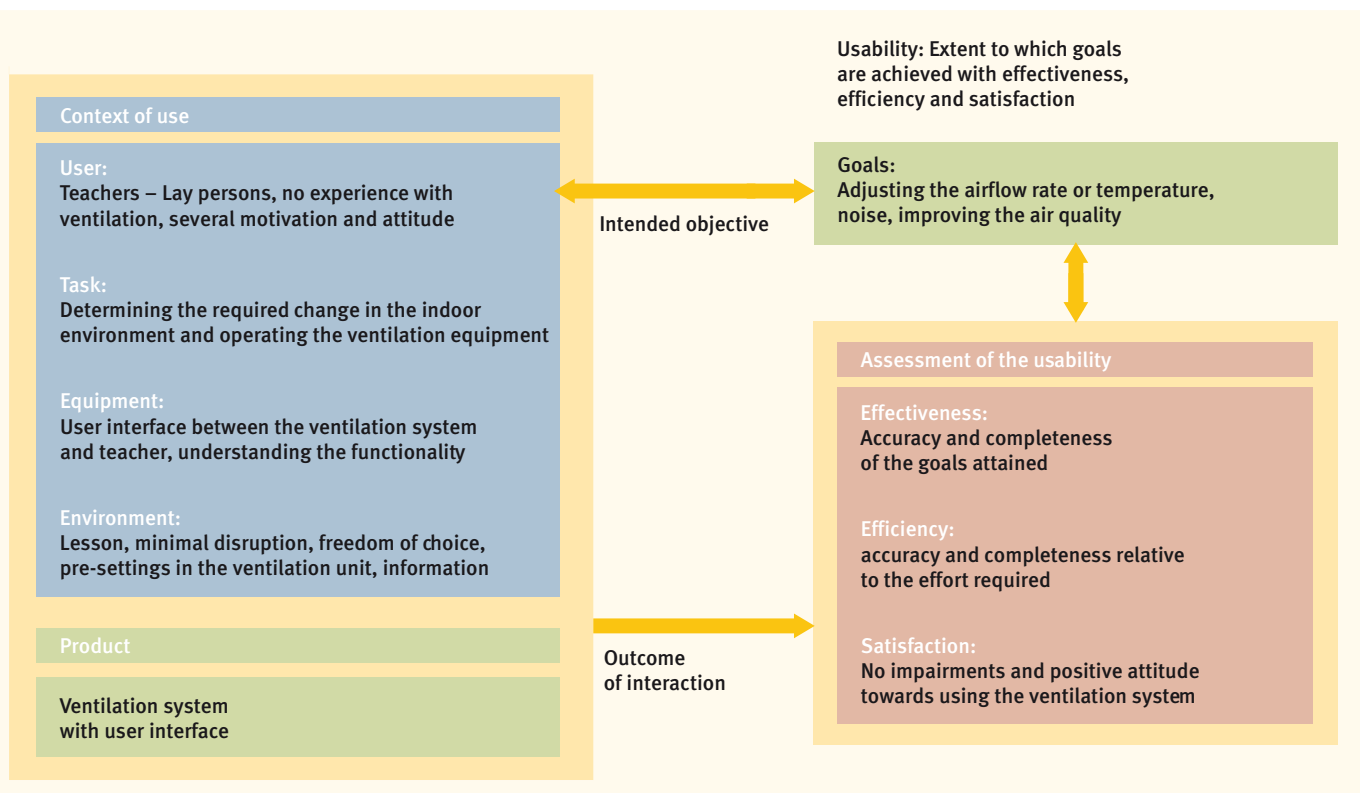 Context of use
User:
Teachers – Lay persons, no experience with
ventilation, several motivation and attitude
Task:
Determining the required change in the indoor
environment and operating the ventilation equipment
Equipment:
User interface between the ventilation system
and teacher, understanding the functionality
Environment:
Lesson, minimal disruption, freedom of choice,
pre-settings in the ventilation unit, information
Product
Ventilation system
with user interface
Intended objective
Outcome
of interaction
Usability: Extent to which goals
are achieved with effectiveness,
efficiency and satisfaction
Goals:
Adjusting the airflow rate or temperature,
noise, improving the air quality
Assessment of the usability
Effectiveness:
Accuracy and completeness
of the goals attained
Efficiency:
accuracy and completeness relative
to the effort required
Satisfaction:
No impairments and positive attitude
towards using the ventilation system